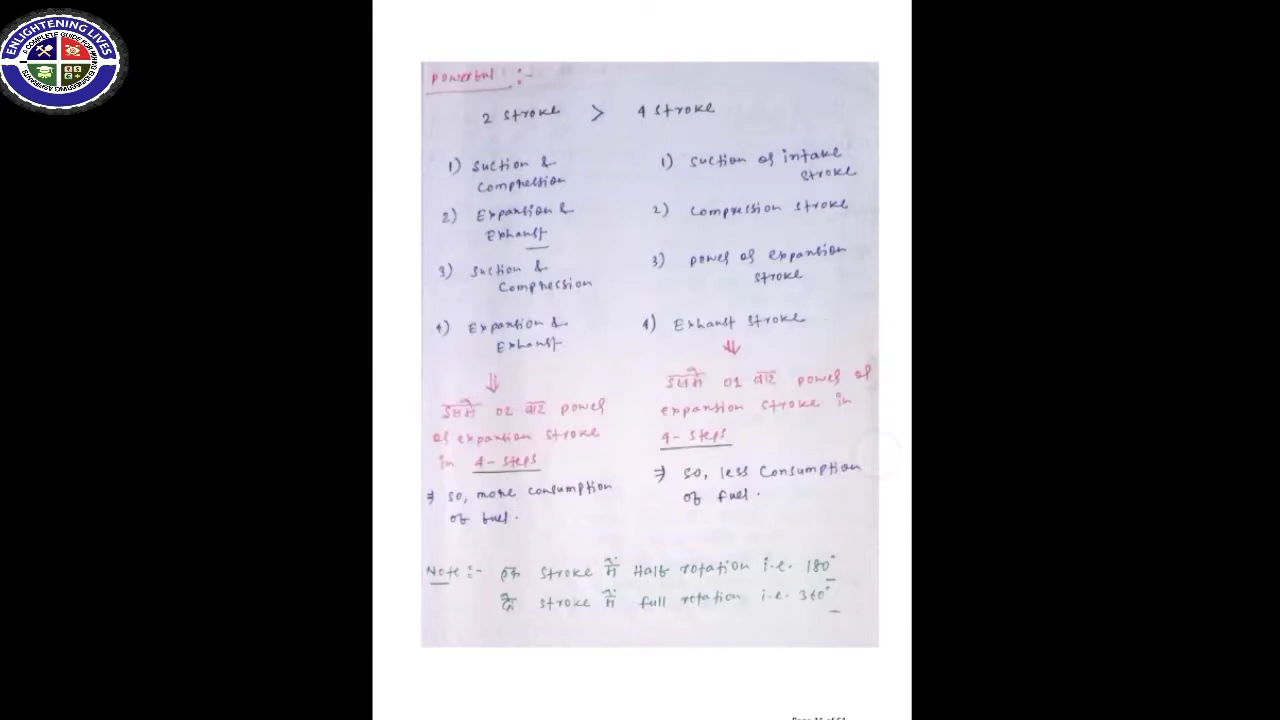 ENLIGHTENING LIVES
powerful :-
2 stroke > 4 stroke
1) suction &
compression
2) Expansion &
Exhaust
3) suction &
compression
4) Expansion &
Exhaust
⇓
इसमे 02 बार power
of expansion stroke
in 4-steps
⇒ so, more consumption
of fuel.
1) suction of intake
stroke
2) compression stroke
3) power of expansion
stroke
4) Exhaust stroke
⇓
इसमे 01 बार power of
expansion stroke in
4-steps
⇒ so, less consumption
of fuel.
Note :- एक stroke में Half rotation i.e. 180°
दो stroke में full rotation i.e. 360°